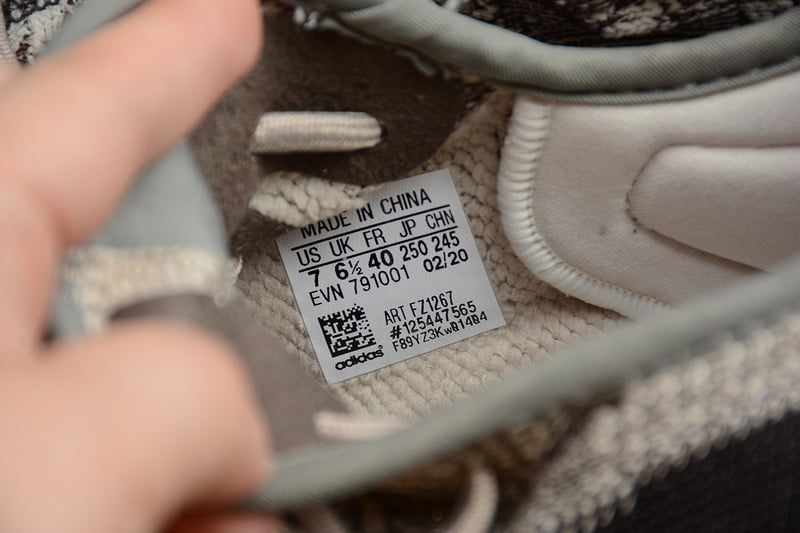 MADE IN CHINA
US UK FR JP CHN
7 6½ 40 250 245
EVN 791001 02/20
ART FZ1267
#125447565
F89YZ3KwQ14Q4
adidas